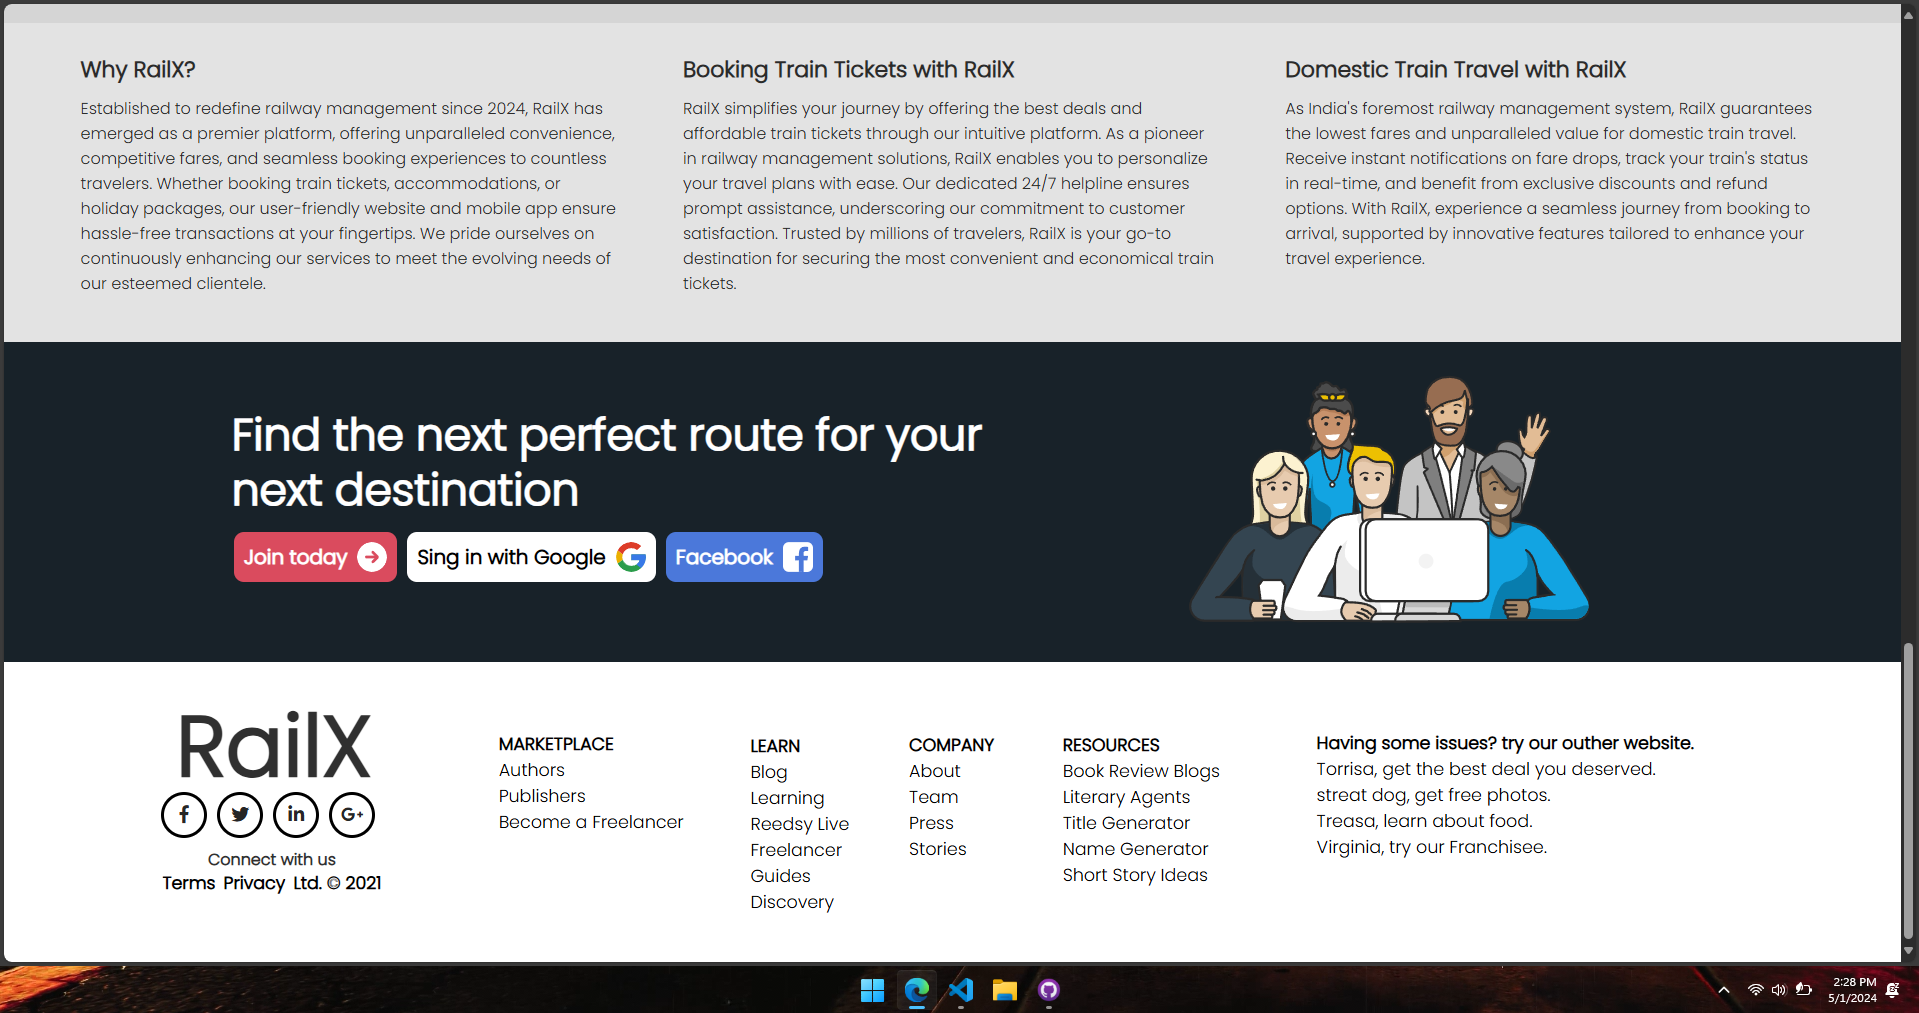 Why RailX?
Established to redefine railway management since 2024, RailX has
emerged as a premier platform, offering unparalleled convenience,
competitive fares, and seamless booking experiences to countless
travelers. Whether booking train tickets, accommodations, or
holiday packages, our user-friendly website and mobile app ensure
hassle-free transactions at your fingertips. We pride ourselves on
continuously enhancing our services to meet the evolving needs of
our esteemed clientele.
Booking Train Tickets with RailX
RailX simplifies your journey by offering the best deals and
affordable train tickets through our intuitive platform. As a pioneer
in railway management solutions, RailX enables you to personalize
your travel plans with ease. Our dedicated 24/7 helpline ensures
prompt assistance, underscoring our commitment to customer
satisfaction. Trusted by millions of travelers, RailX is your go-to
destination for securing the most convenient and economical train
tickets.
Domestic Train Travel with RailX
As India's foremost railway management system, RailX guarantees
the lowest fares and unparalleled value for domestic train travel.
Receive instant notifications on fare drops, track your train's status
in real-time, and benefit from exclusive discounts and refund
options. With RailX, experience a seamless journey from booking to
arrival, supported by innovative features tailored to enhance your
travel experience.
Find the next perfect route for your
next destination
Join today
Sing in with Google
Facebook
RailX
Connect with us
Terms Privacy Ltd. © 2021
MARKETPLACE
Authors
Publishers
Become a Freelancer
LEARN
Blog
Learning
Reedsy Live
Freelancer
Guides
Discovery
COMPANY
About
Team
Press
Stories
RESOURCES
Book Review Blogs
Literary Agents
Title Generator
Name Generator
Short Story Ideas
Having some issues? try our outher website.
Torrisa, get the best deal you deserved.
streat dog, get free photos.
Treasa, learn about food.
Virginia, try our Franchisee.
2:28 PM
5/1/2024